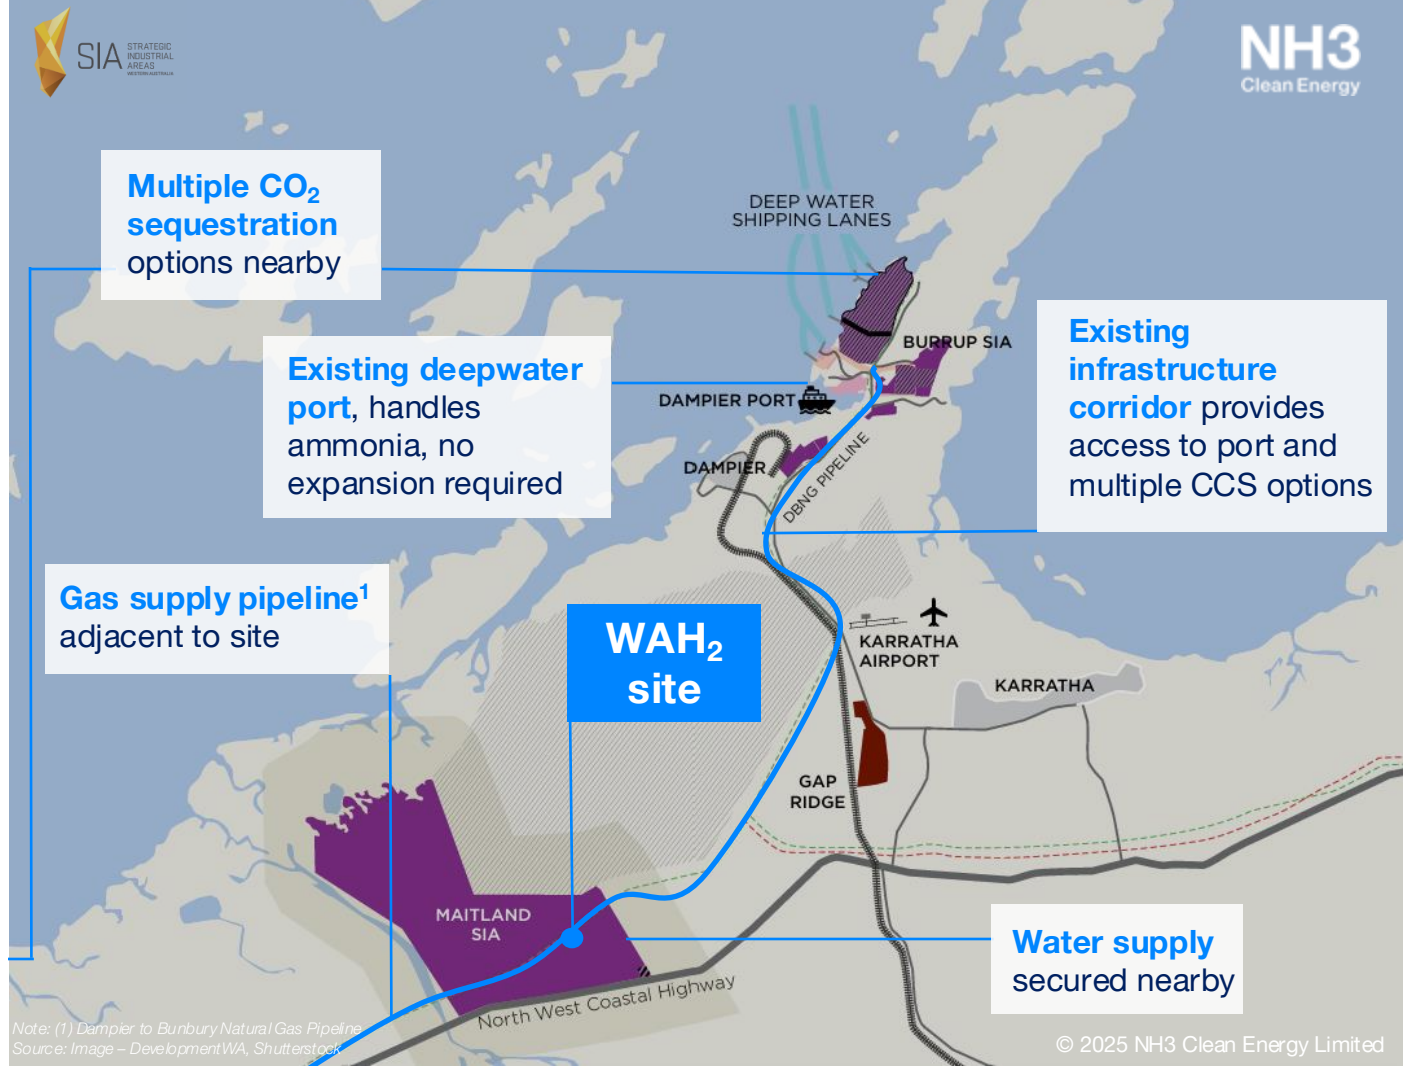 SIA
STRATEGIC
INDUSTRIAL
AREAS
WESTERN AUSTRALIA
NH3
Clean Energy
Multiple CO₂
sequestration
options nearby
DEEP WATER
SHIPPING LANES
Existing deepwater
port, handles
ammonia, no
expansion required
BURRUP SIA
DAMPIER PORT
DAMPIER
DBNG PIPELINE
Existing
infrastructure
corridor provides
access to port and
multiple CCS options
Gas supply pipeline¹
adjacent to site
WAH₂
site
KARRATHA
AIRPORT
KARRATHA
GAP
RIDGE
MAITLAND
SIA
Water supply
secured nearby
North West Coastal Highway
Note: (1) Dampier to Bunbury Natural Gas Pipeline
Source: Image – DevelopmentWA, Shutterstock
© 2025 NH3 Clean Energy Limited